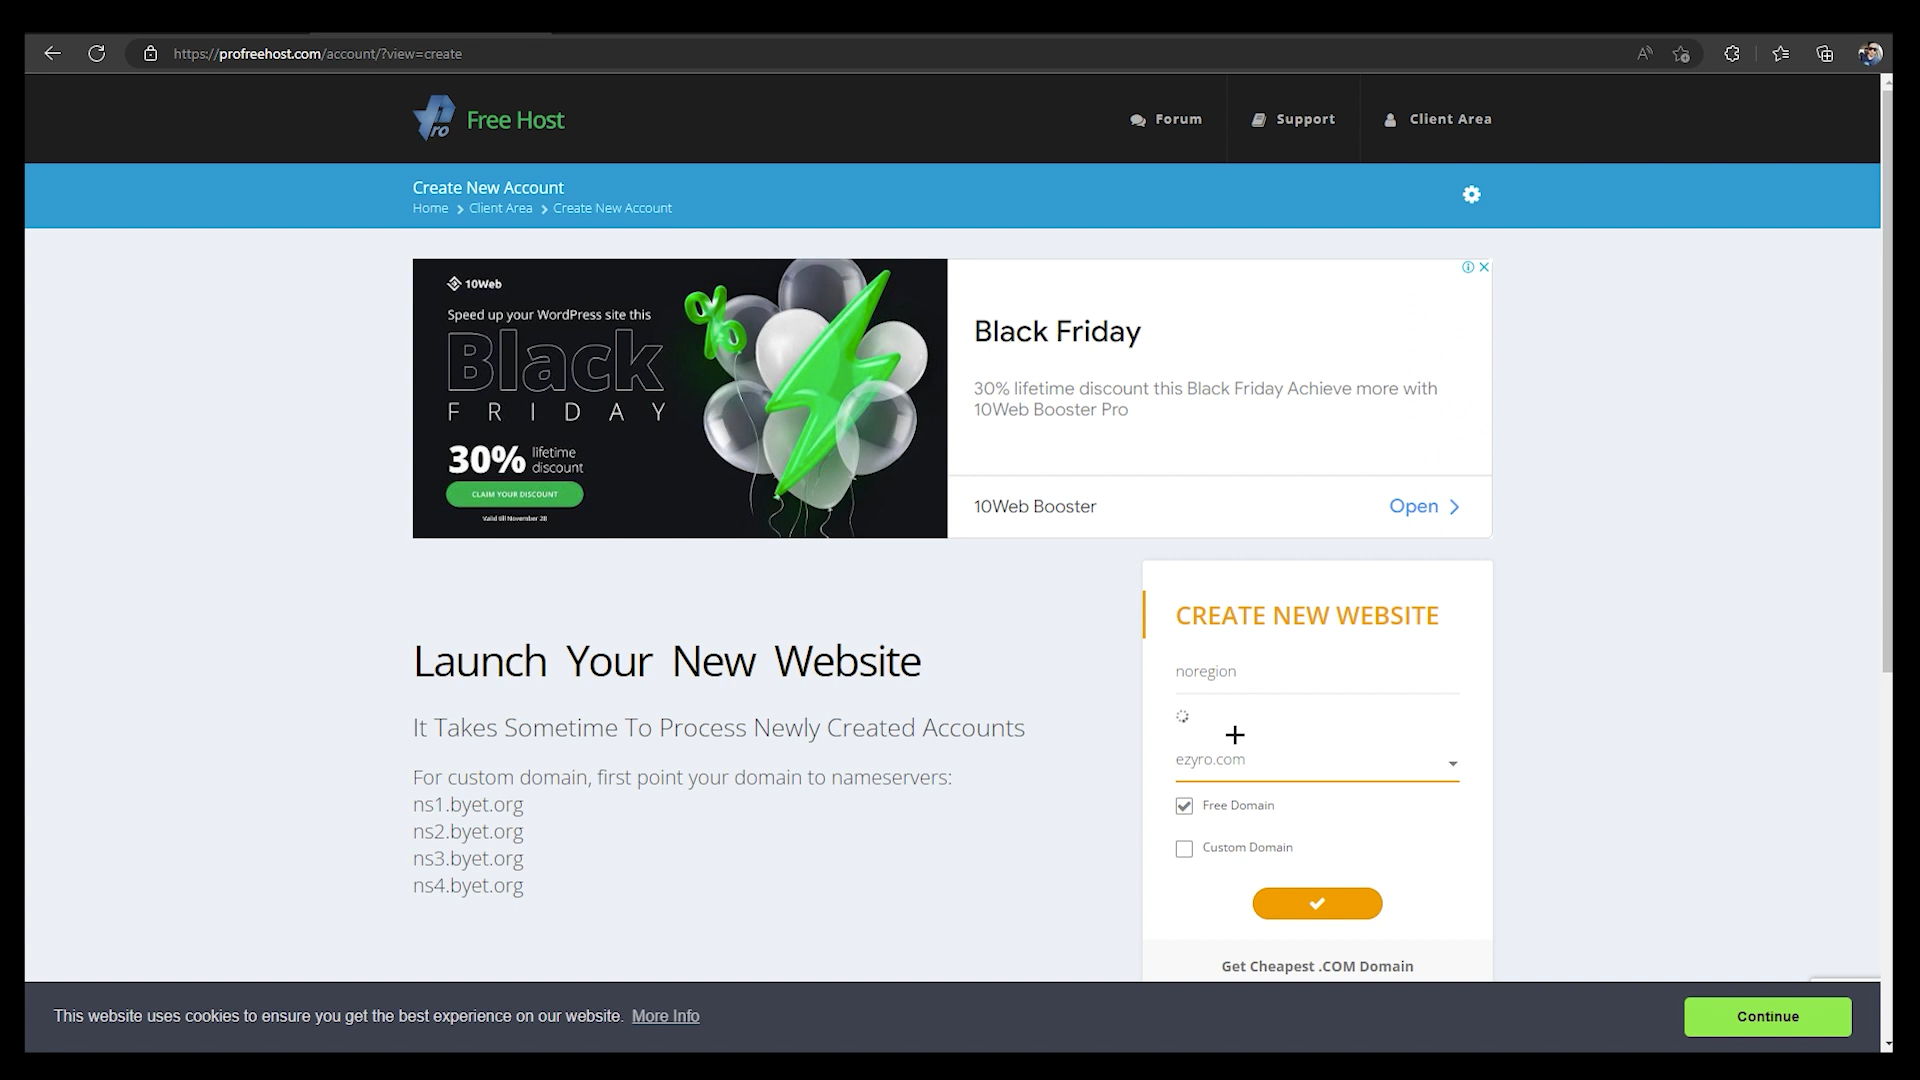 https://profreehost.com/account/?view=create
ro
Free Host
Forum
Support
Client Area
Create New Account
Home
Client Area
Create New Account
10Web
Speed up your WordPress site this
Black
FRIDAY
30% lifetime discount
CLAIM YOUR DISCOUNT
Valid till November 28
%
Black Friday
30% lifetime discount this Black Friday Achieve more with
10Web Booster Pro
10Web Booster
Open
Launch Your New Website
It Takes Sometime To Process Newly Created Accounts
For custom domain, first point your domain to nameservers:
ns1.byet.org
ns2.byet.org
ns3.byet.org
ns4.byet.org
CREATE NEW WEBSITE
noregion
ezyro.com
Free Domain
Custom Domain
Get Cheapest .COM Domain
This website uses cookies to ensure you get the best experience on our website. More Info
Continue